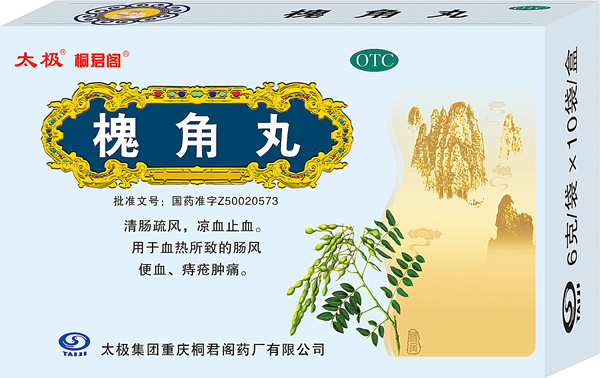 槐角丸
太极® 桐君阁®
OTC
槐角丸
批准文号：国药准字Z50020573
清肠疏风，凉血止血。
用于血热所致的肠风
便血、痔疮肿痛。
TAIJI
太极集团重庆桐君阁药厂有限公司
6克/袋×10袋/盒